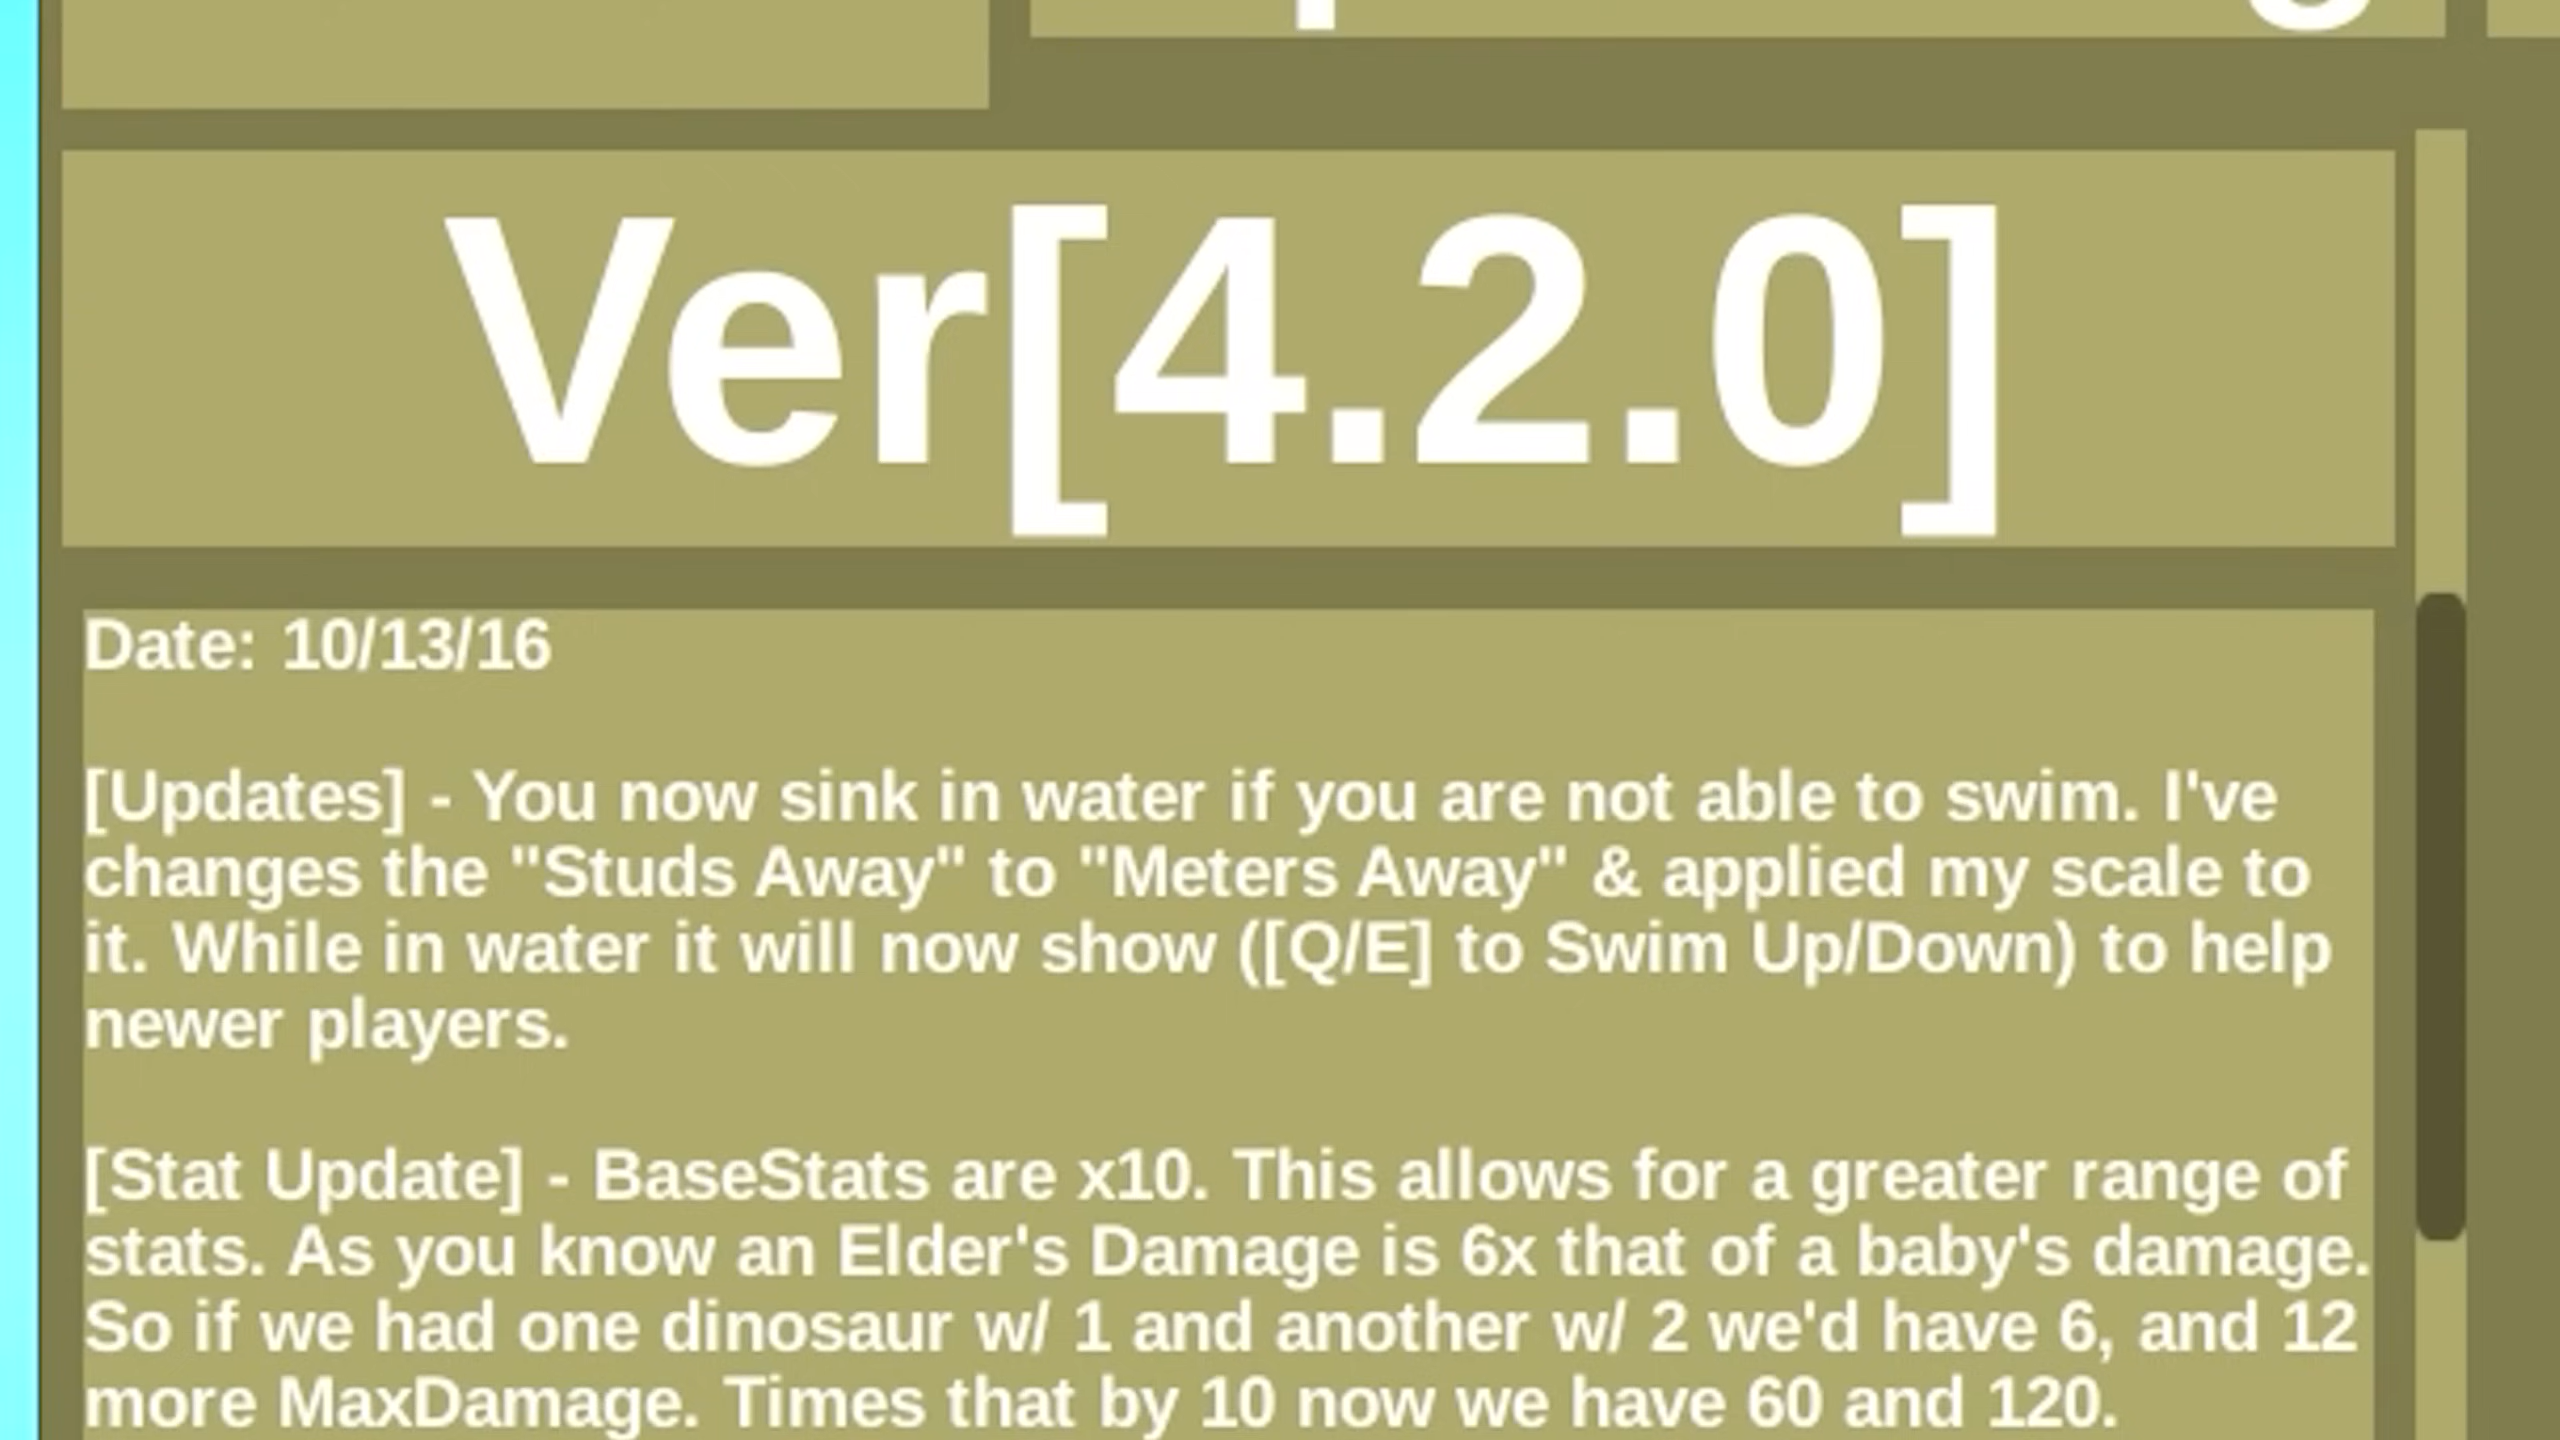 Ver[4.2.0]
Date: 10/13/16
[Updates] - You now sink in water if you are not able to swim. I've
changes the "Studs Away" to "Meters Away" & applied my scale to
it. While in water it will now show ([Q/E] to Swim Up/Down) to help
newer players.
[Stat Update] - BaseStats are x10. This allows for a greater range of
stats. As you know an Elder's Damage is 6x that of a baby's damage.
So if we had one dinosaur w/ 1 and another w/ 2 we'd have 6, and 12
more MaxDamage. Times that by 10 now we have 60 and 120.